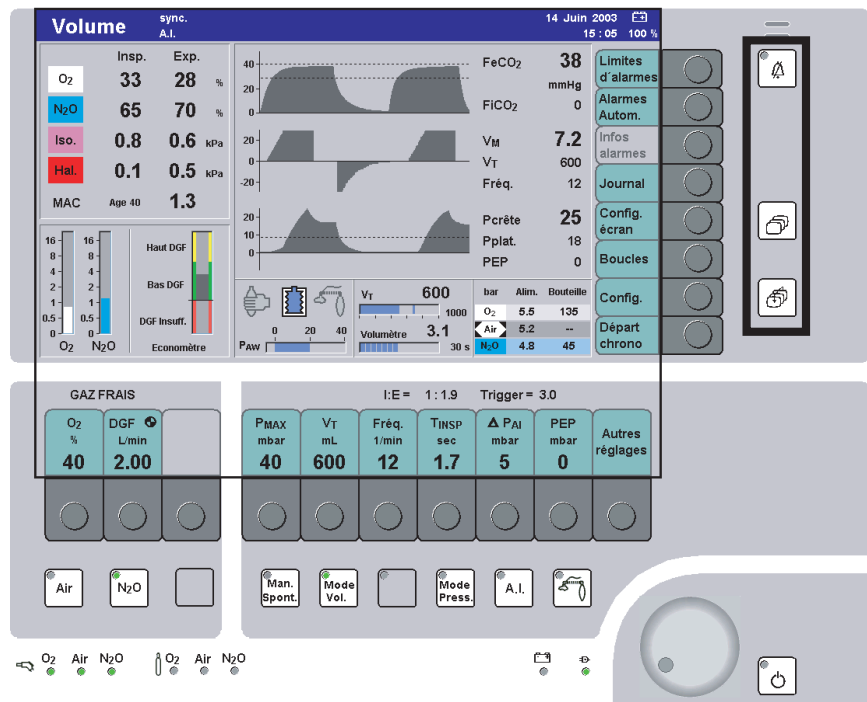 Volume sync. 14 Juin 2003
A.I. 15 : 05 100 %
Insp. Exp.
O2 33 28 %
N2O 65 70 %
Iso. 0.8 0.6 kPa
Hal. 0.1 0.5 kPa
MAC Age 40 1.3
40
20
0
FeCO2 38
mmHg
FiCO2 0
20
0
-20
VM 7.2
VT 600
Fréq. 12
20
10
0
Pcrête 25
Pplat. 18
PEP 0
Limites d´alarmes
Alarmes Autom.
Infos alarmes
Journal
Config. écran
Boucles
Config.
Départ chrono
16 16
8 8
4 4
2 2
1 1
0.5 0.5
0 0
O2 N2O
Haut DGF
Bas DGF
DGF Insuff.
Economètre
0 20 40
PAW
VT 600
1000
Volumètre 3.1
30 s
bar Alim. Bouteille
O2 5.5 135
Air 5.2 --
N2O 4.8 45
GAZ FRAIS
I:E = 1 : 1.9 Trigger = 3.0
O2 % 40
DGF L/min 2.00
PMAX mbar 40
VT mL 600
Fréq. 1/min 12
TINSP sec 1.7
Δ PAI mbar 5
PEP mbar 0
Autres réglages
Air
N2O
Man. Spont.
Mode Vol.
Mode Press.
A.I.
O2 Air N2O
O2 Air N2O